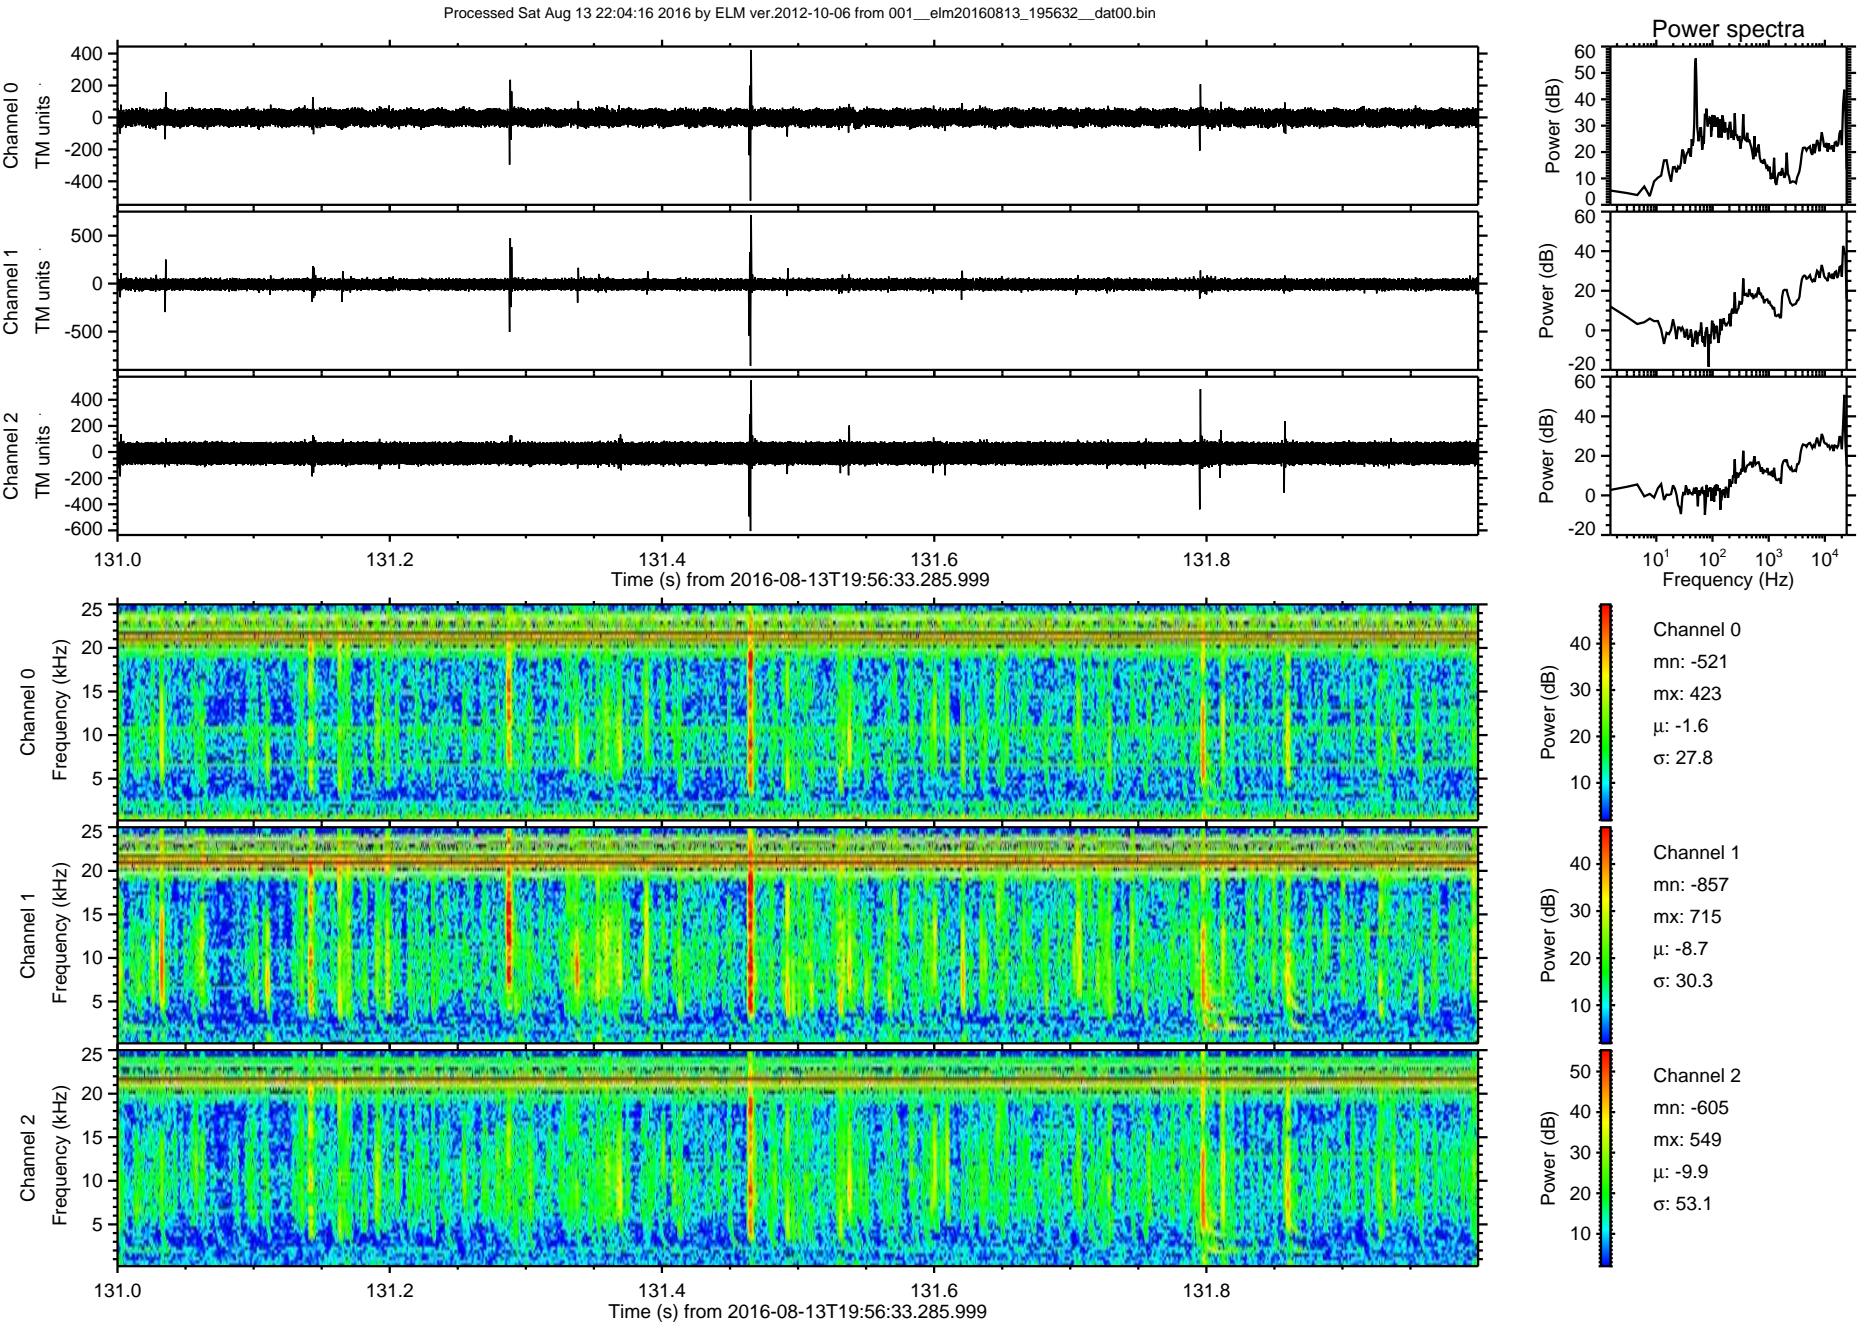 Processed Sat Aug 13 22:04:16 2016 by ELM ver.2012-10-06 from 001__elm20160813_195632__dat00.bin
Power spectra
Channel 0
TM units
400
200
0
-200
-400
Power (dB)
60
50
40
30
20
10
0
Channel 1
TM units
500
0
-500
Power (dB)
60
40
20
0
-20
Channel 2
TM units
400
200
0
-200
-400
-600
Power (dB)
60
40
20
0
-20
131.0 131.2 131.4 131.6 131.8
Time (s) from 2016-08-13T19:56:33.285.999
10^1 10^2 10^3 10^4
Frequency (Hz)
Channel 0
Frequency (kHz)
25
20
15
10
5
Power (dB)
40
30
20
10
Channel 0
mn: -521
mx: 423
μ: -1.6
σ: 27.8
Channel 1
Frequency (kHz)
25
20
15
10
5
Power (dB)
40
30
20
10
Channel 1
mn: -857
mx: 715
μ: -8.7
σ: 30.3
Channel 2
Frequency (kHz)
25
20
15
10
5
Power (dB)
50
40
30
20
10
Channel 2
mn: -605
mx: 549
μ: -9.9
σ: 53.1
131.0 131.2 131.4 131.6 131.8
Time (s) from 2016-08-13T19:56:33.285.999